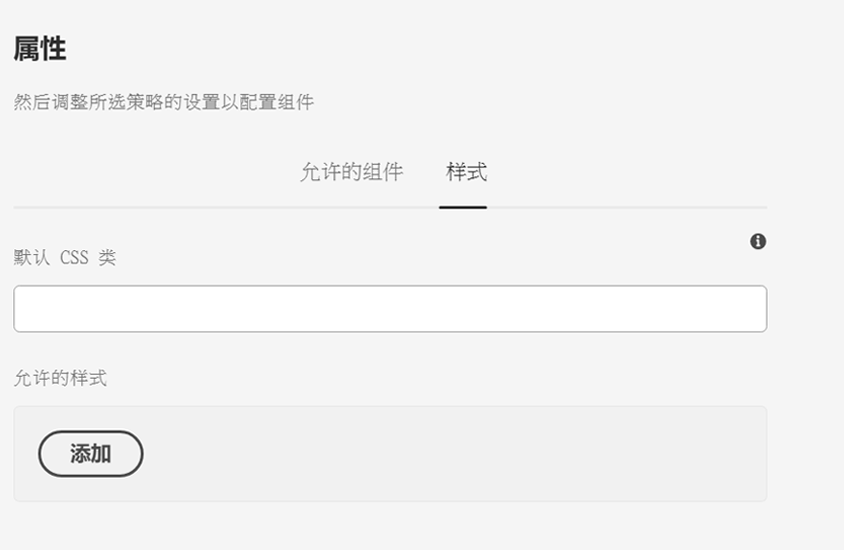 属性
然后调整所选策略的设置以配置组件
允许的组件 样式
默认 CSS 类
允许的样式
添加